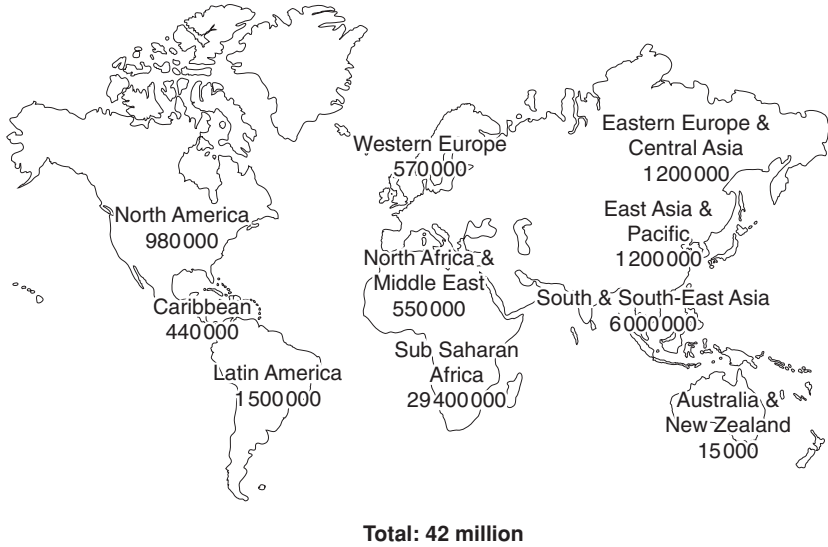 Western Europe
570 000
Eastern Europe &
Central Asia
1 200 000
North America
980 000
East Asia &
Pacific
1 200 000
North Africa &
Middle East
550 000
Caribbean
440 000
South & South-East Asia
6 000 000
Sub Saharan
Africa
29 400 000
Latin America
1 500 000
Australia &
New Zealand
15 000
Total: 42 million